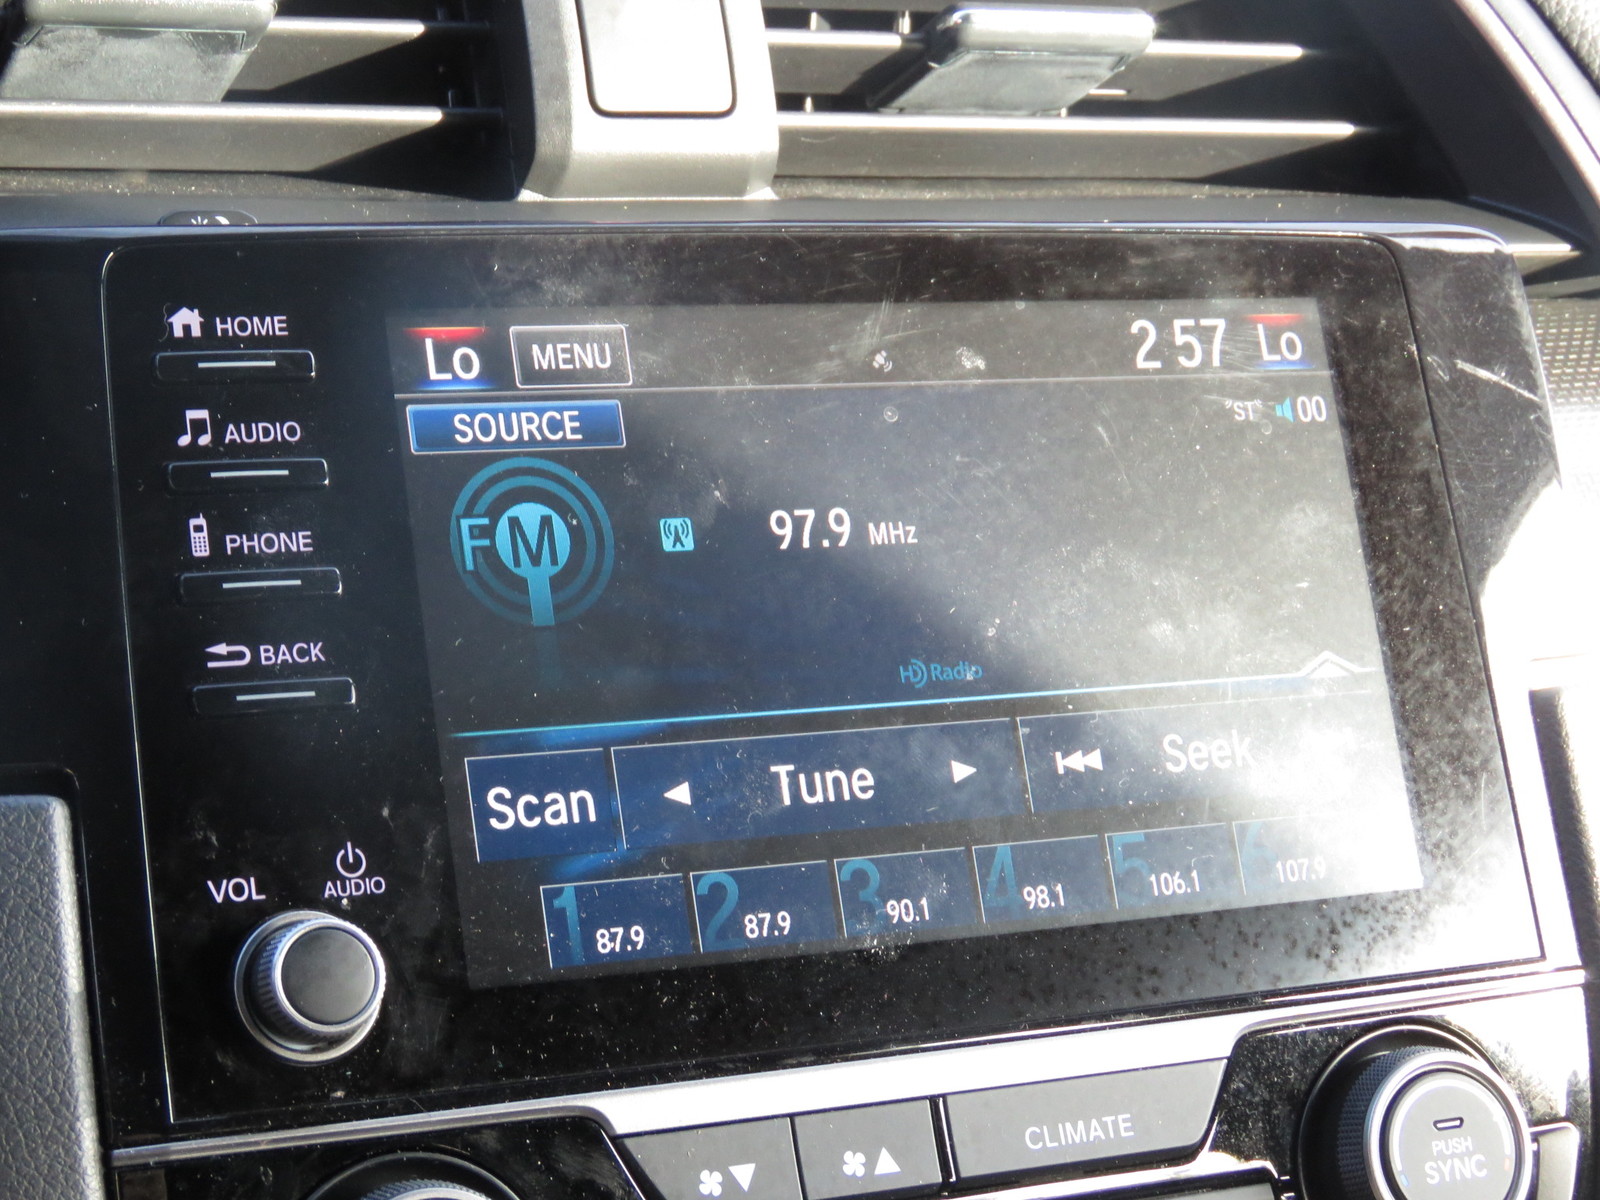 HOME
AUDIO
PHONE
BACK
VOL
AUDIO
Lo
MENU
2 57
Lo
SOURCE
"ST"
00
FM
97.9 MHz
HD Radio
Scan
Tune
Seek
1 87.9
2 87.9
3 90.1
4 98.1
5 106.1
6 107.9
CLIMATE
PUSH
SYNC